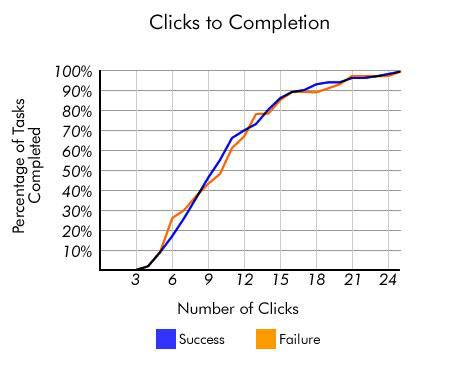 Clicks to Completion
Percentage of Tasks
Completed
100%
90%
80%
70%
60%
50%
40%
30%
20%
10%
3 6 9 12 15 18 21 24
Number of Clicks
Success Failure